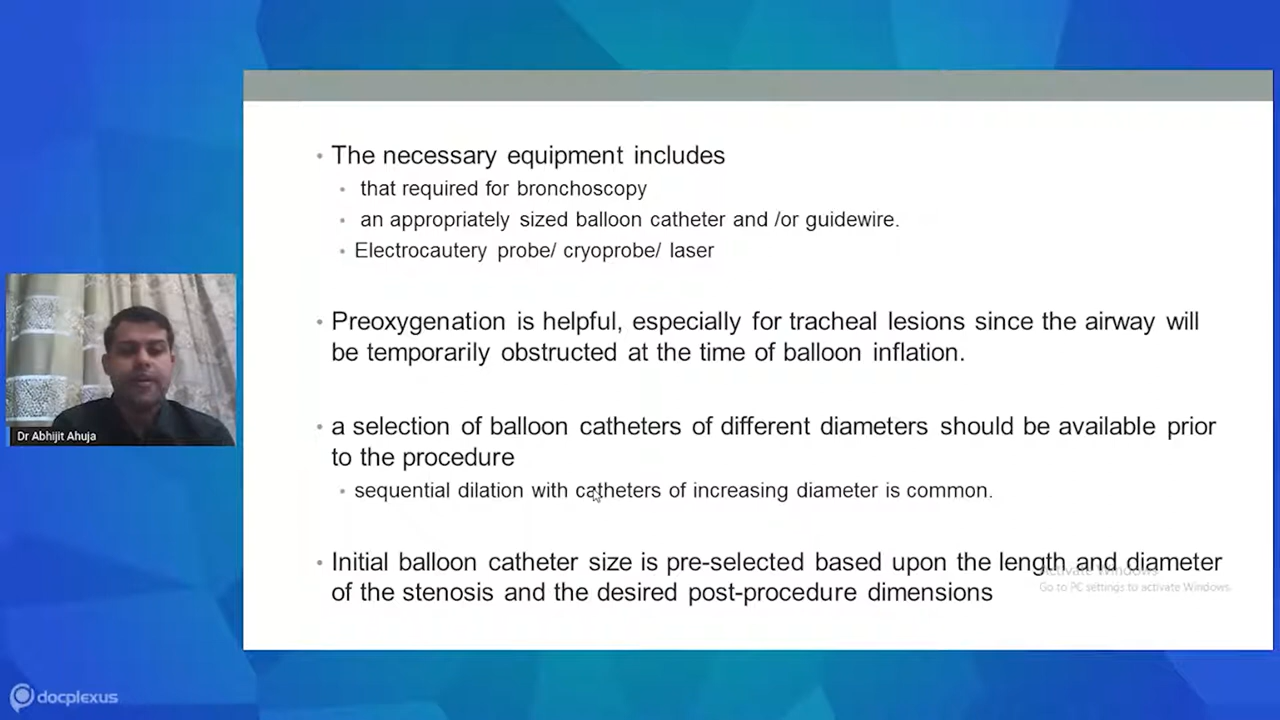 The necessary equipment includes
that required for bronchoscopy
an appropriately sized balloon catheter and /or guidewire.
Electrocautery probe/ cryoprobe/ laser
Preoxygenation is helpful, especially for tracheal lesions since the airway will
be temporarily obstructed at the time of balloon inflation.
a selection of balloon catheters of different diameters should be available prior
to the procedure
sequential dilation with catheters of increasing diameter is common.
Initial balloon catheter size is pre-selected based upon the length and diameter
of the stenosis and the desired post-procedure dimensions
Activate Windows
Go to PC settings to activate Windows.
Dr Abhijit Ahuja
docplexus